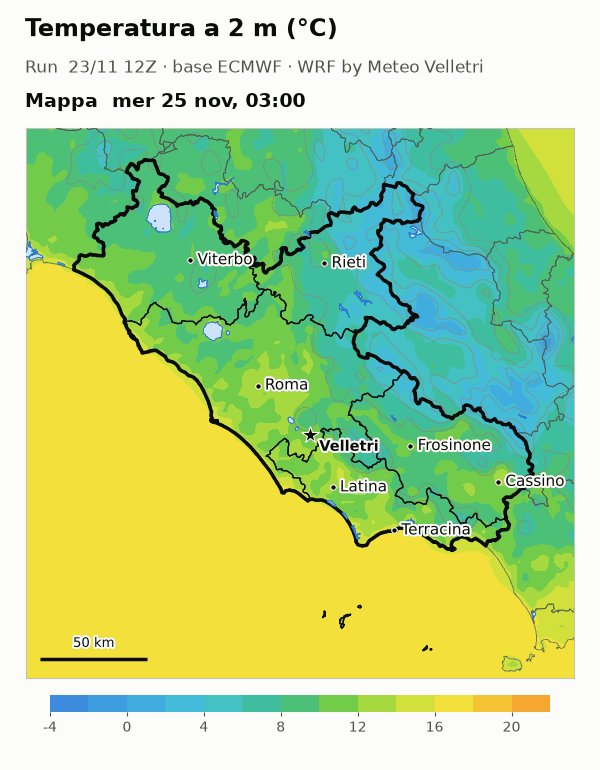 Temperatura a 2 m (°C)
Run  23/11 12Z · base ECMWF · WRF by Meteo Velletri
Mappa  mer 25 nov, 03:00
Viterbo
Rieti
Roma
Velletri
Frosinone
Cassino
Latina
Terracina
50 km
-4 0 4 8 12 16 20